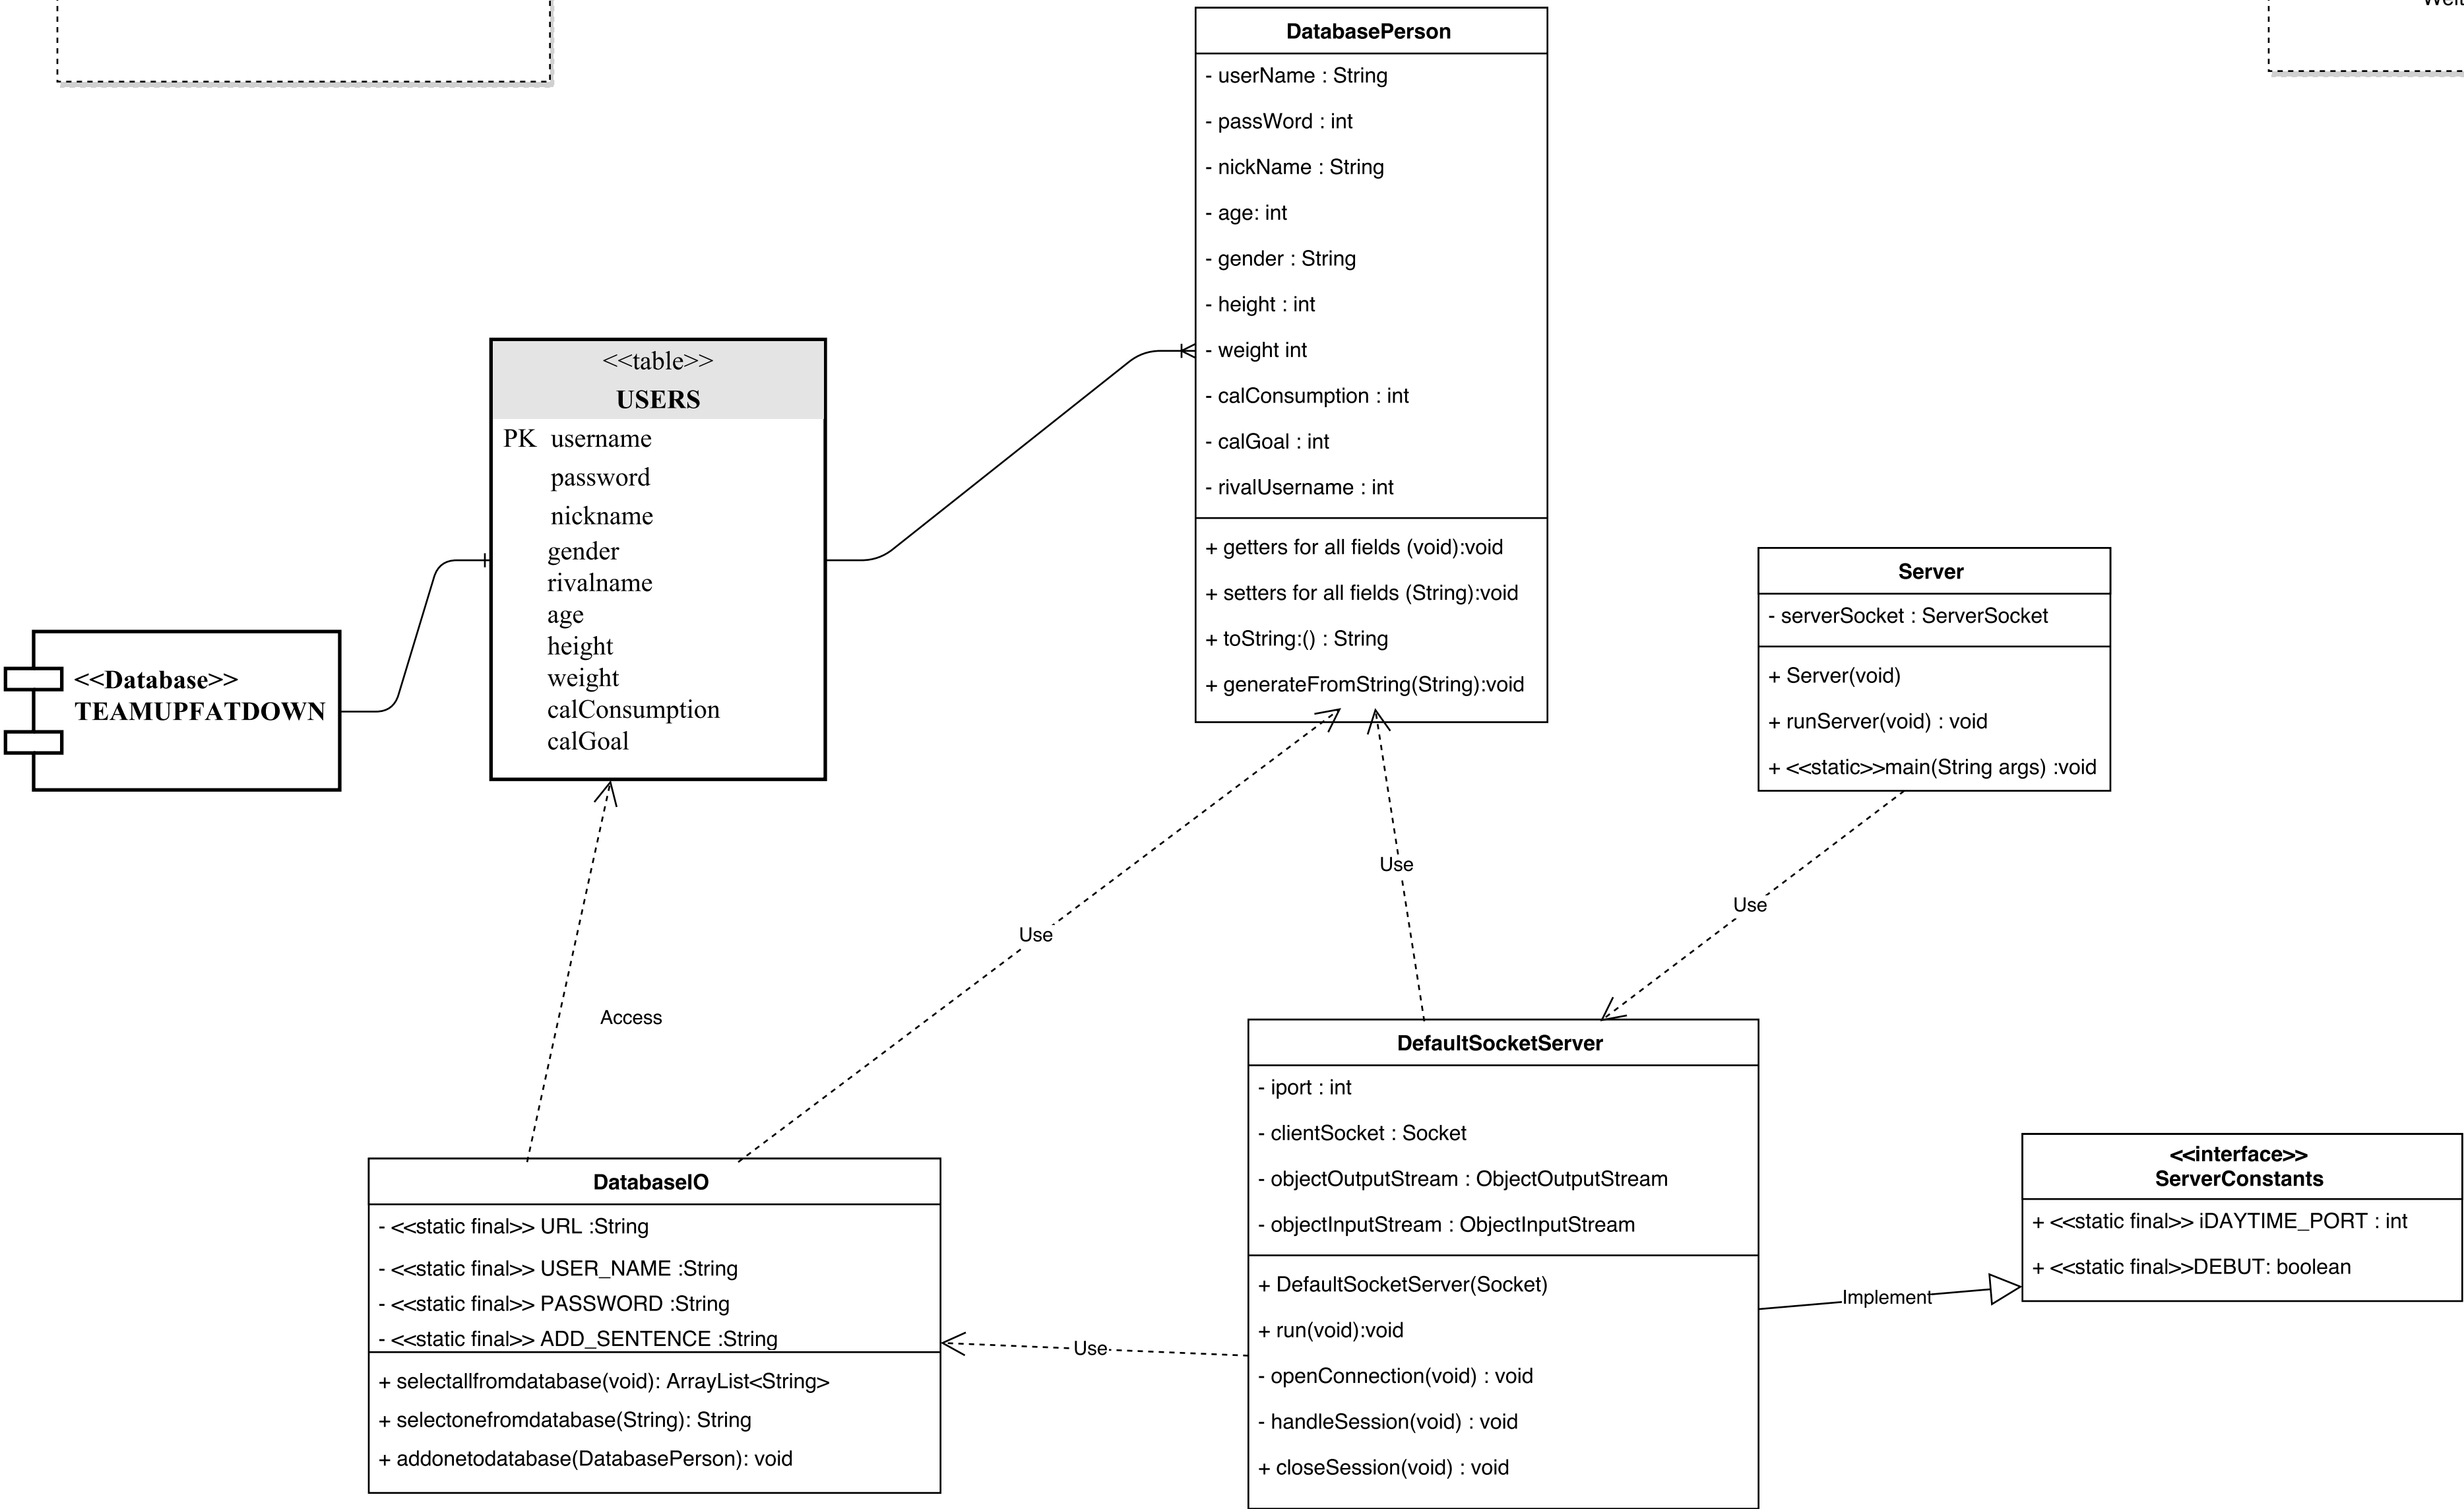 DatabasePerson
- userName : String
- passWord : int
- nickName : String
- age: int
- gender : String
- height : int
- weight int
- calConsumption : int
- calGoal : int
- rivalUsername : int
+ getters for all fields (void):void
+ setters for all fields (String):void
+ toString:() : String
+ generateFromString(String):void
<<table>>
USERS
PK username
password
nickname
gender
rivalname
age
height
weight
calConsumption
calGoal
<<Database>>
TEAMUPFATDOWN
Server
- serverSocket : ServerSocket
+ Server(void)
+ runServer(void) : void
+ <<static>>main(String args) :void
Use
Use
Use
Access
DatabaseIO
- <<static final>> URL :String
- <<static final>> USER_NAME :String
- <<static final>> PASSWORD :String
- <<static final>> ADD_SENTENCE :String
+ selectallfromdatabase(void): ArrayList<String>
+ selectonefromdatabase(String): String
+ addonetodatabase(DatabasePerson): void
Use
DefaultSocketServer
- iport : int
- clientSocket : Socket
- objectOutputStream : ObjectOutputStream
- objectInputStream : ObjectInputStream
+ DefaultSocketServer(Socket)
+ run(void):void
- openConnection(void) : void
- handleSession(void) : void
+ closeSession(void) : void
Implement
<<interface>>
ServerConstants
+ <<static final>> iDAYTIME_PORT : int
+ <<static final>>DEBUT: boolean